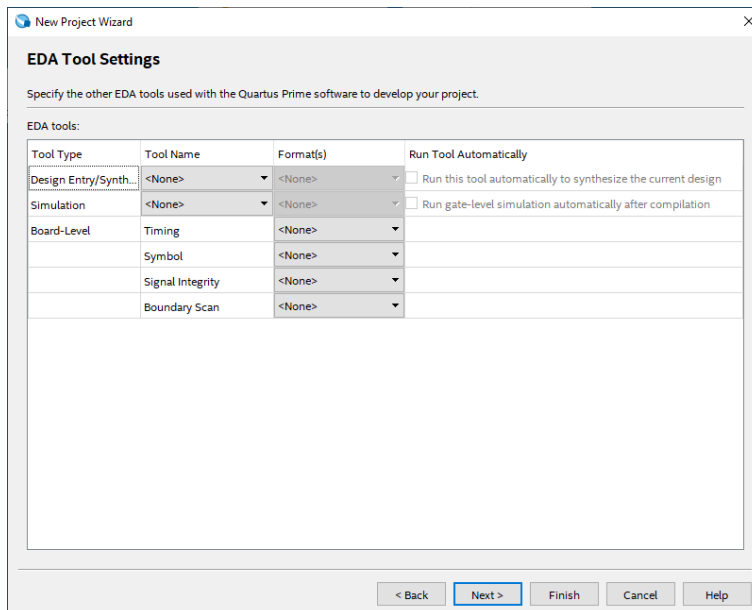 New Project Wizard
EDA Tool Settings
Specify the other EDA tools used with the Quartus Prime software to develop your project.
EDA tools:
Tool Type Tool Name Format(s) Run Tool Automatically
Design Entry/Synth... <None> <None> Run this tool automatically to synthesize the current design
Simulation <None> <None> Run gate-level simulation automatically after compilation
Board-Level Timing <None>
Symbol <None>
Signal Integrity <None>
Boundary Scan <None>
< Back Next > Finish Cancel Help